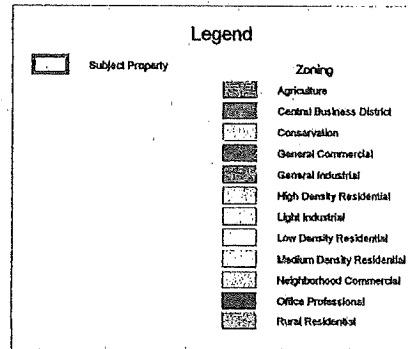 Legend
Subject Property
Zoning
Agriculture
Central Business District
Conservation
General Commercial
General Industrial
High Density Residential
Light Industrial
Low Density Residential
Medium Density Residential
Neighborhood Commercial
Office Professional
Rural Residential